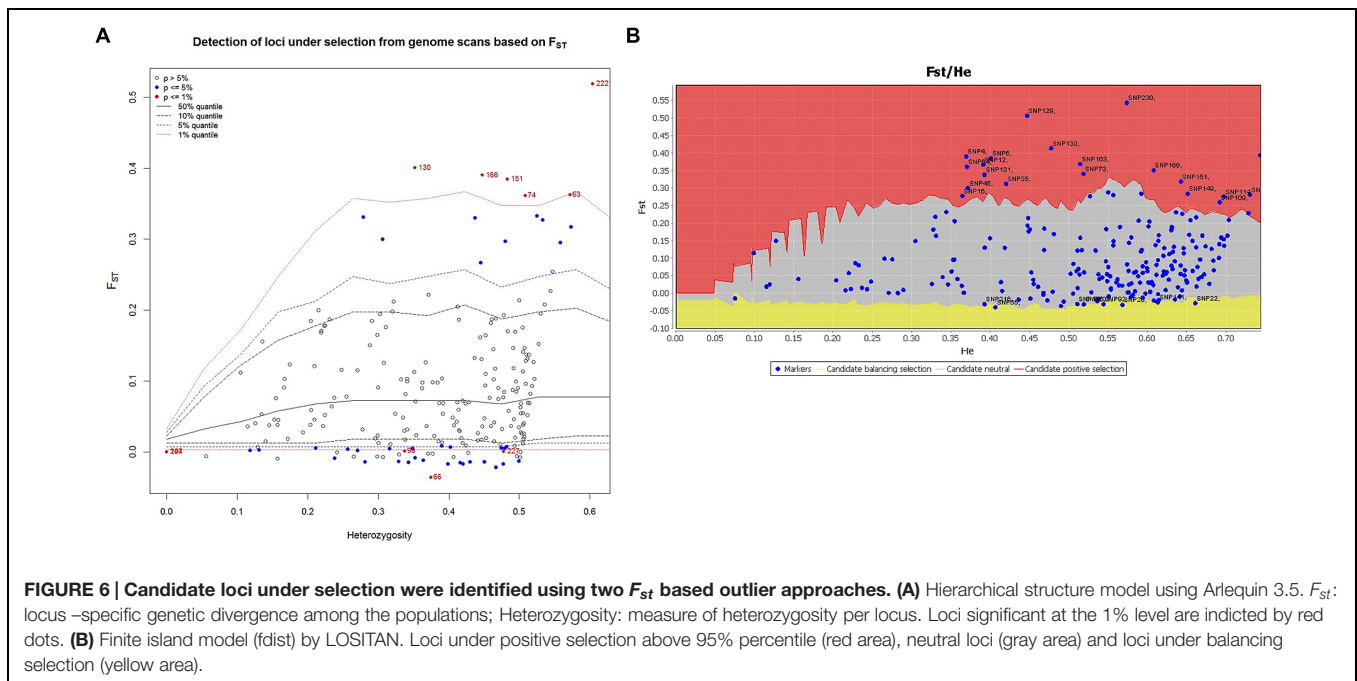 A
Detection of loci under selection from genome scans based on FST
p > 5%
p <= 5%
p <= 1%
50% quantile
10% quantile
5% quantile
1% quantile
222
130
166
151
74
63
98
227
66
FST
0.5
0.4
0.3
0.2
0.1
0.0
0.0 0.1 0.2 0.3 0.4 0.5 0.6
Heterozygosity
B
Fst/He
Fst
0.55
0.50
0.45
0.40
0.35
0.30
0.25
0.20
0.15
0.10
0.05
0.00
-0.05
-0.10
SNP230,
SNP129,
SNP130,
SNP4,
SNP6,
SNP12,
SNP103,
SNP131,
SNP73,
SNP166,
SNP35,
SNP151,
SNP46,
SNP16,
SNP149,
SNP109,
SN
SNP216,
SNP22,
0.00 0.05 0.10 0.15 0.20 0.25 0.30 0.35 0.40 0.45 0.50 0.55 0.60 0.65 0.70
He
Markers Candidate balancing selection Candidate neutral Candidate positive selection
FIGURE 6 | Candidate loci under selection were identified using two Fst based outlier approaches. (A) Hierarchical structure model using Arlequin 3.5. Fst:
locus –specific genetic divergence among the populations; Heterozygosity: measure of heterozygosity per locus. Loci significant at the 1% level are indicted by red
dots. (B) Finite island model (fdist) by LOSITAN. Loci under positive selection above 95% percentile (red area), neutral loci (gray area) and loci under balancing
selection (yellow area).